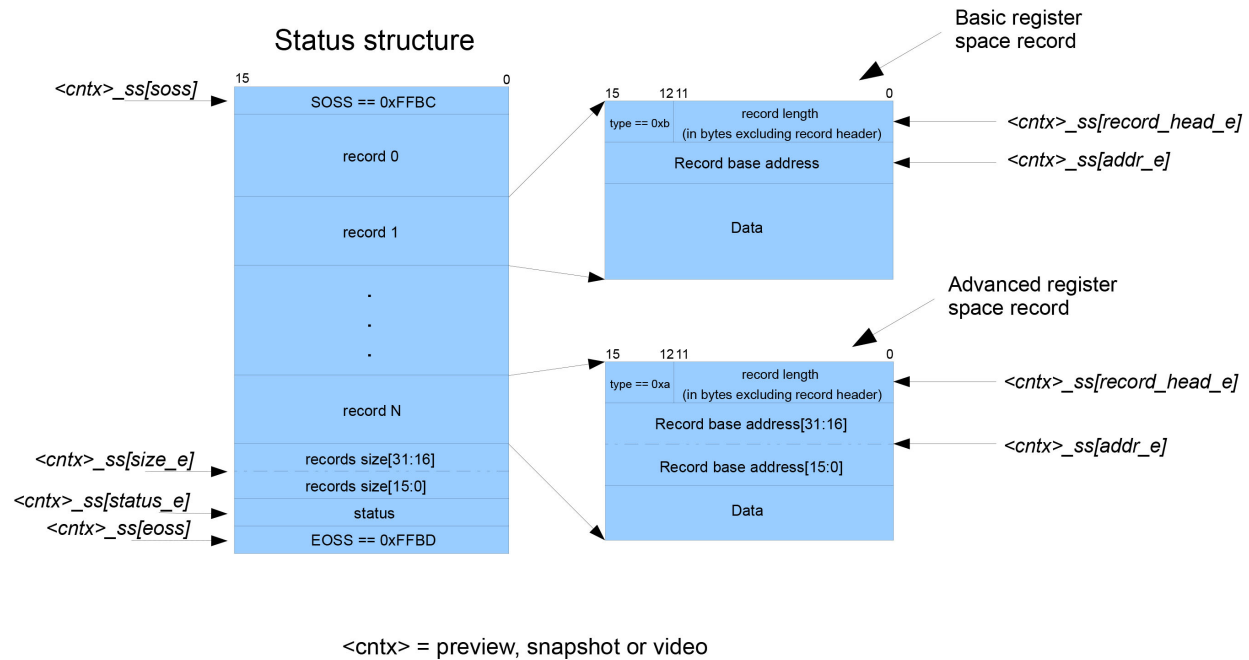 Status structure
15
0
<cntx>_ss[soss]
SOSS == 0xFFBC
record 0
record 1
.
.
.
record N
<cntx>_ss[size_e]
records size[31:16]
records size[15:0]
<cntx>_ss[status_e]
status
<cntx>_ss[eoss]
EOSS == 0xFFBD
Basic register
space record
15
12
11
0
type == 0xb
record length
(in bytes excluding record header)
<cntx>_ss[record_head_e]
Record base address
<cntx>_ss[addr_e]
Data
Advanced register
space record
15
12
11
0
type == 0xa
record length
(in bytes excluding record header)
<cntx>_ss[record_head_e]
Record base address[31:16]
<cntx>_ss[addr_e]
Record base address[15:0]
Data
<cntx> = preview, snapshot or video